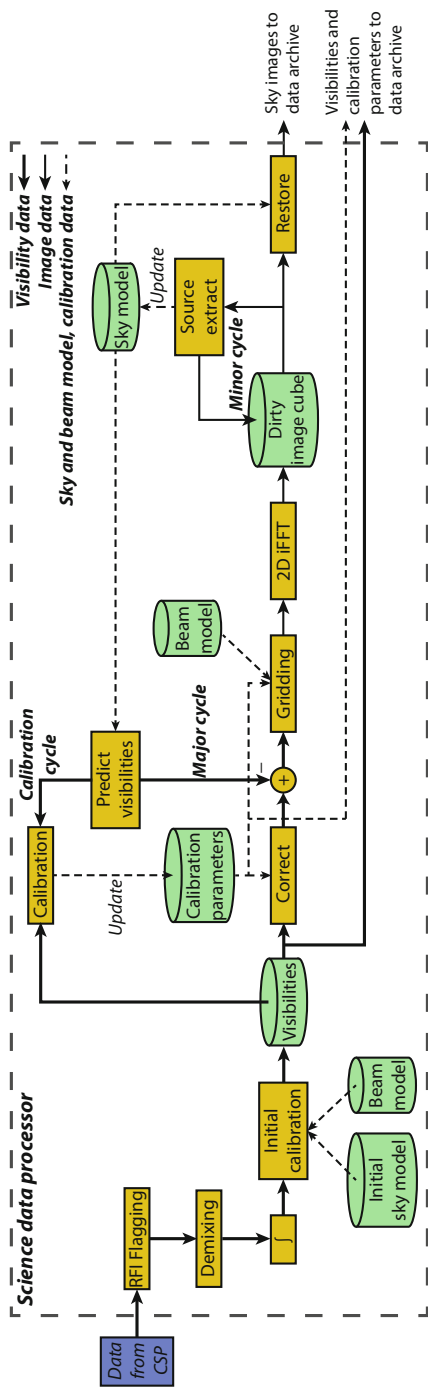 Science data processor
Data
from
CSP
RFI Flagging
Demixing
∫
Initial
calibration
Initial
sky model
Beam
model
Visibilities
Calibration
Calibration
cycle
Update
Calibration
parameters
Correct
Predict
visibilities
Major cycle
+
−
Beam
model
Gridding
2D iFFT
Dirty
image cube
Minor cycle
Source
extract
Update
Sky model
Restore
Visibility data
Image data
Sky and beam model, calibration data
Sky images to
data archive
Visibilities and
calibration
parameters to
data archive